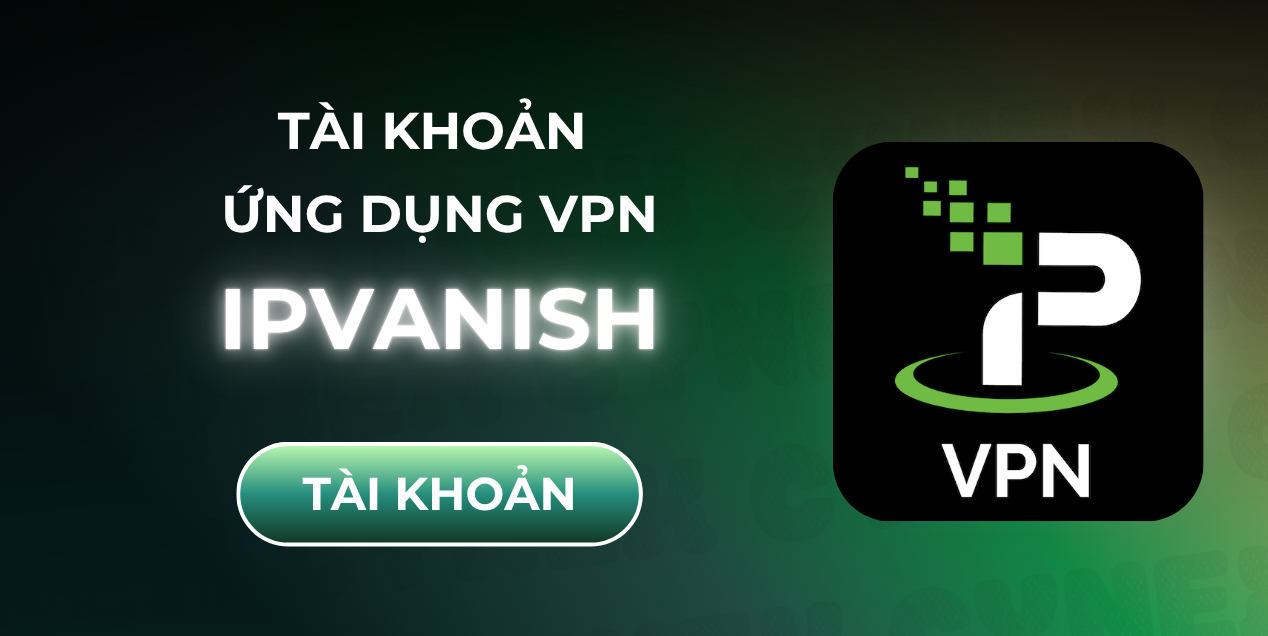 TÀI KHOẢN
ỨNG DỤNG VPN
IPVANISH
TÀI KHOẢN
VPN